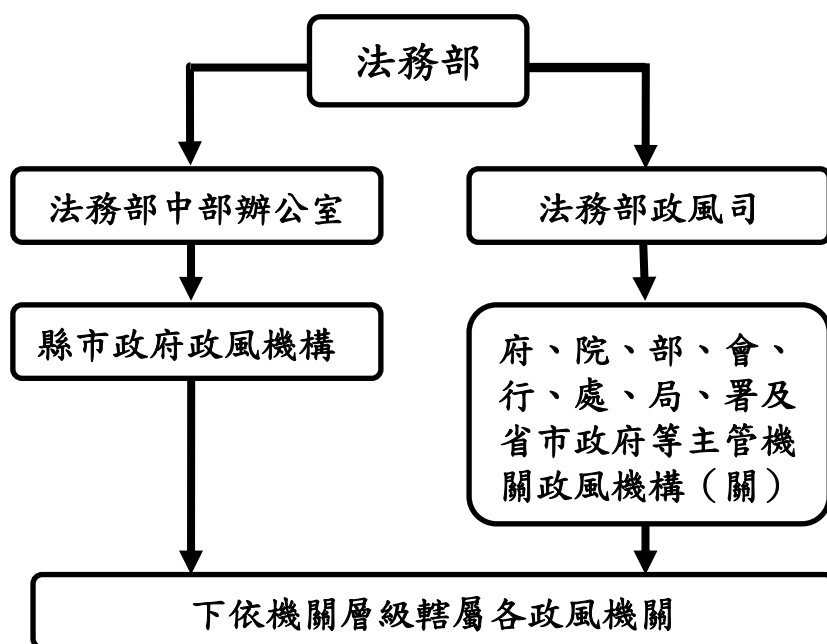 法務部
法務部中部辦公室
法務部政風司
縣市政府政風機構
府、院、部、會、
行、處、局、署及
省市政府等主管機
關政風機構（關）
下依機關層級轄屬各政風機關